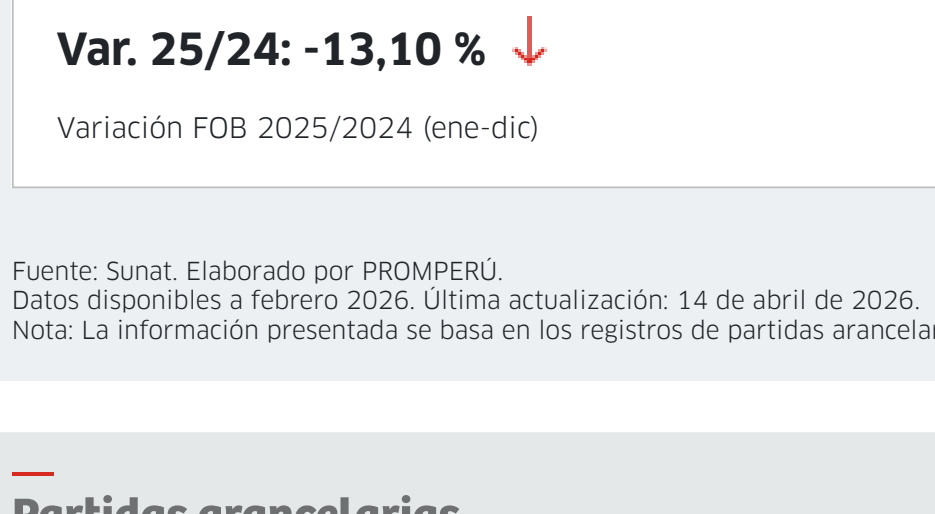 Var. 25/24: -13,10 %
Variación FOB 2025/2024 (ene-dic)
Fuente: Sunat. Elaborado por PROMPERÚ.
Datos disponibles a febrero 2026. Última actualización: 14 de abril de 2026.
Nota: La información presentada se basa en los registros de partidas
Partidas arancelarias